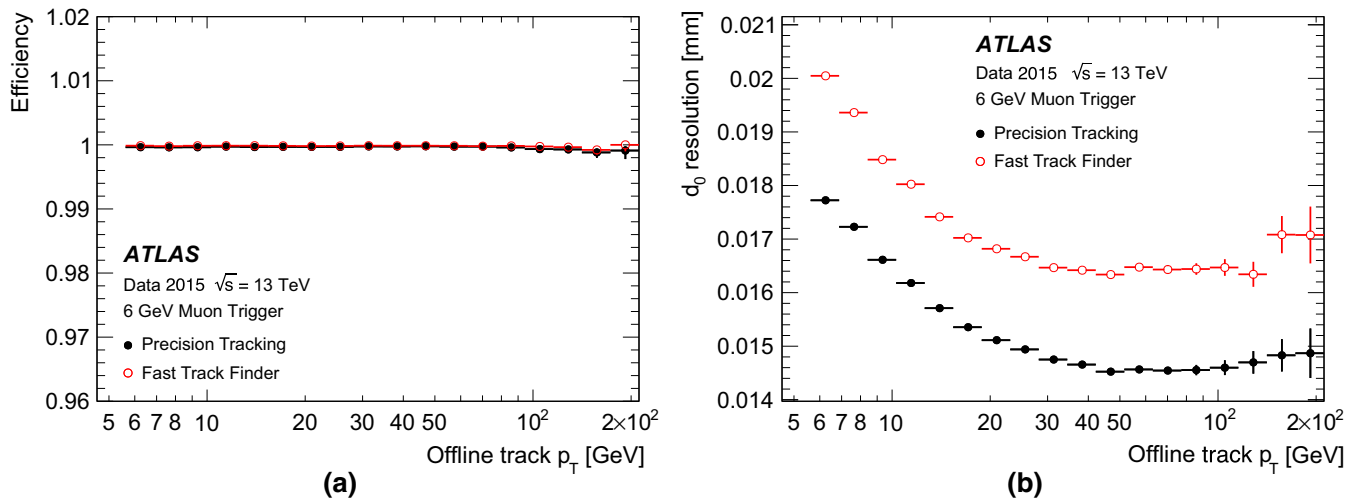 Efficiency
1.02
1.01
1
0.99
0.98
0.97
0.96
ATLAS
Data 2015 √s = 13 TeV
6 GeV Muon Trigger
Precision Tracking
Fast Track Finder
5 6 7 8 10 20 30 40 50 10² 2×10²
Offline track p_T [GeV]
(a)
d₀ resolution [mm]
0.021
0.02
0.019
0.018
0.017
0.016
0.015
0.014
ATLAS
Data 2015 √s = 13 TeV
6 GeV Muon Trigger
Precision Tracking
Fast Track Finder
5 6 7 8 10 20 30 40 50 10² 2×10²
Offline track p_T [GeV]
(b)